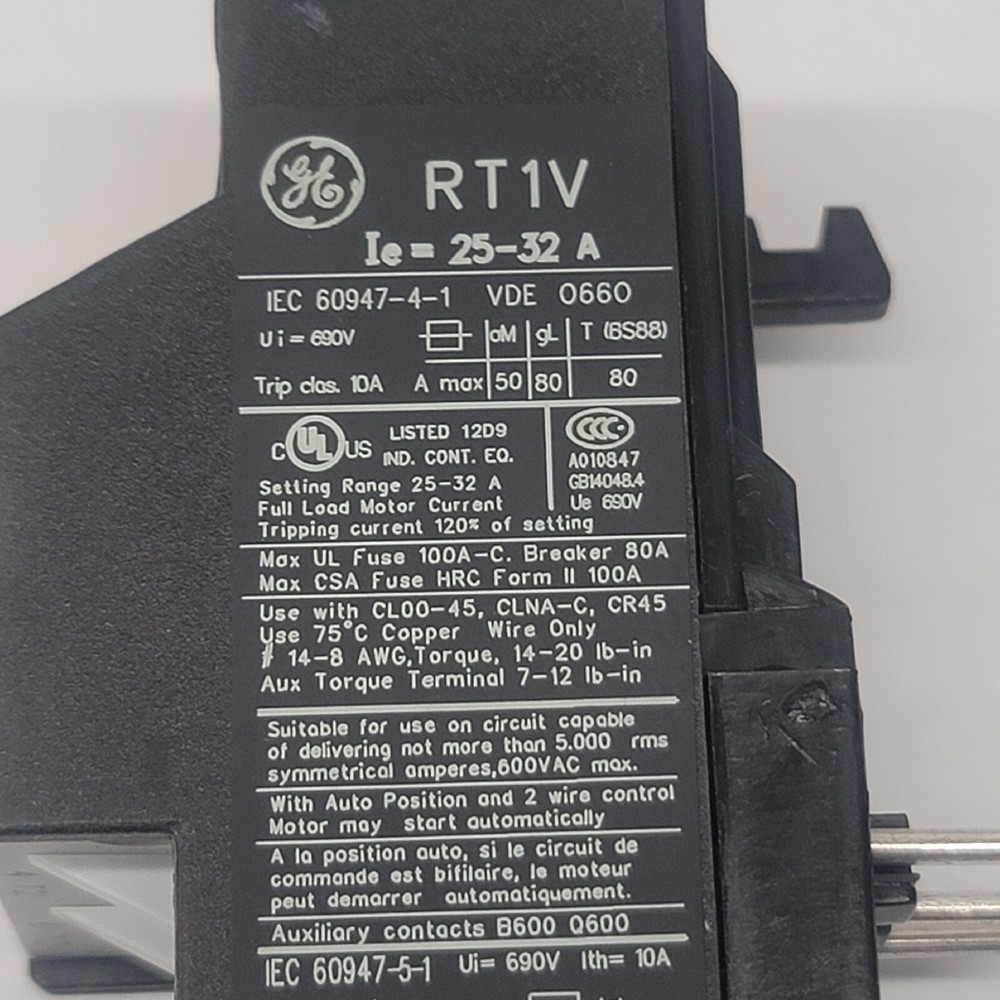 GE RT1V
Ie = 25-32 A
IEC 60947-4-1 VDE 0660
Ui = 690V aM gL T (BS88)
Trip clas. 10A A max 50 80 80
C UL US LISTED 12D9
IND. CONT. EQ.
Setting Range 25-32 A
Full Load Motor Current
Tripping current 120% of setting
CCC
A010847
GB14048.4
Ue 690V
Max UL Fuse 100A-C. Breaker 80A
Max CSA Fuse HRC Form II 100A
Use with CL00-45, CLNA-C, CR45
Use 75°C Copper Wire Only
# 14-8 AWG,Torque, 14-20 lb-in
Aux Torque Terminal 7-12 lb-in
Suitable for use on circuit capable
of delivering not more than 5.000 rms
symmetrical amperes,600VAC max.
With Auto Position and 2 wire control
Motor may start automatically
A la position auto, si le circuit de
commande est bifilaire, le moteur
peut demarrer automatiquement.
Auxiliary contacts B600 Q600
IEC 60947-5-1 Ui= 690V Ith= 10A